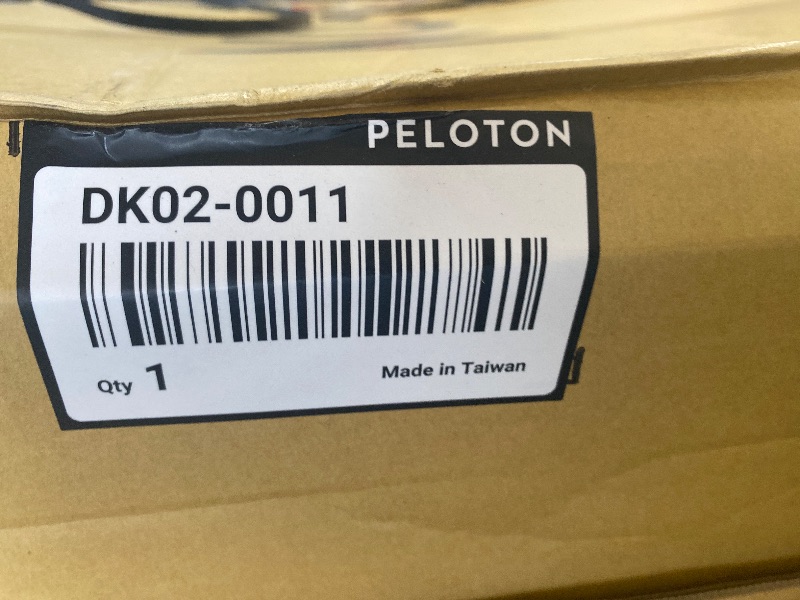 PELOTON
DK02-0011
Qty 1
Made in Taiwan